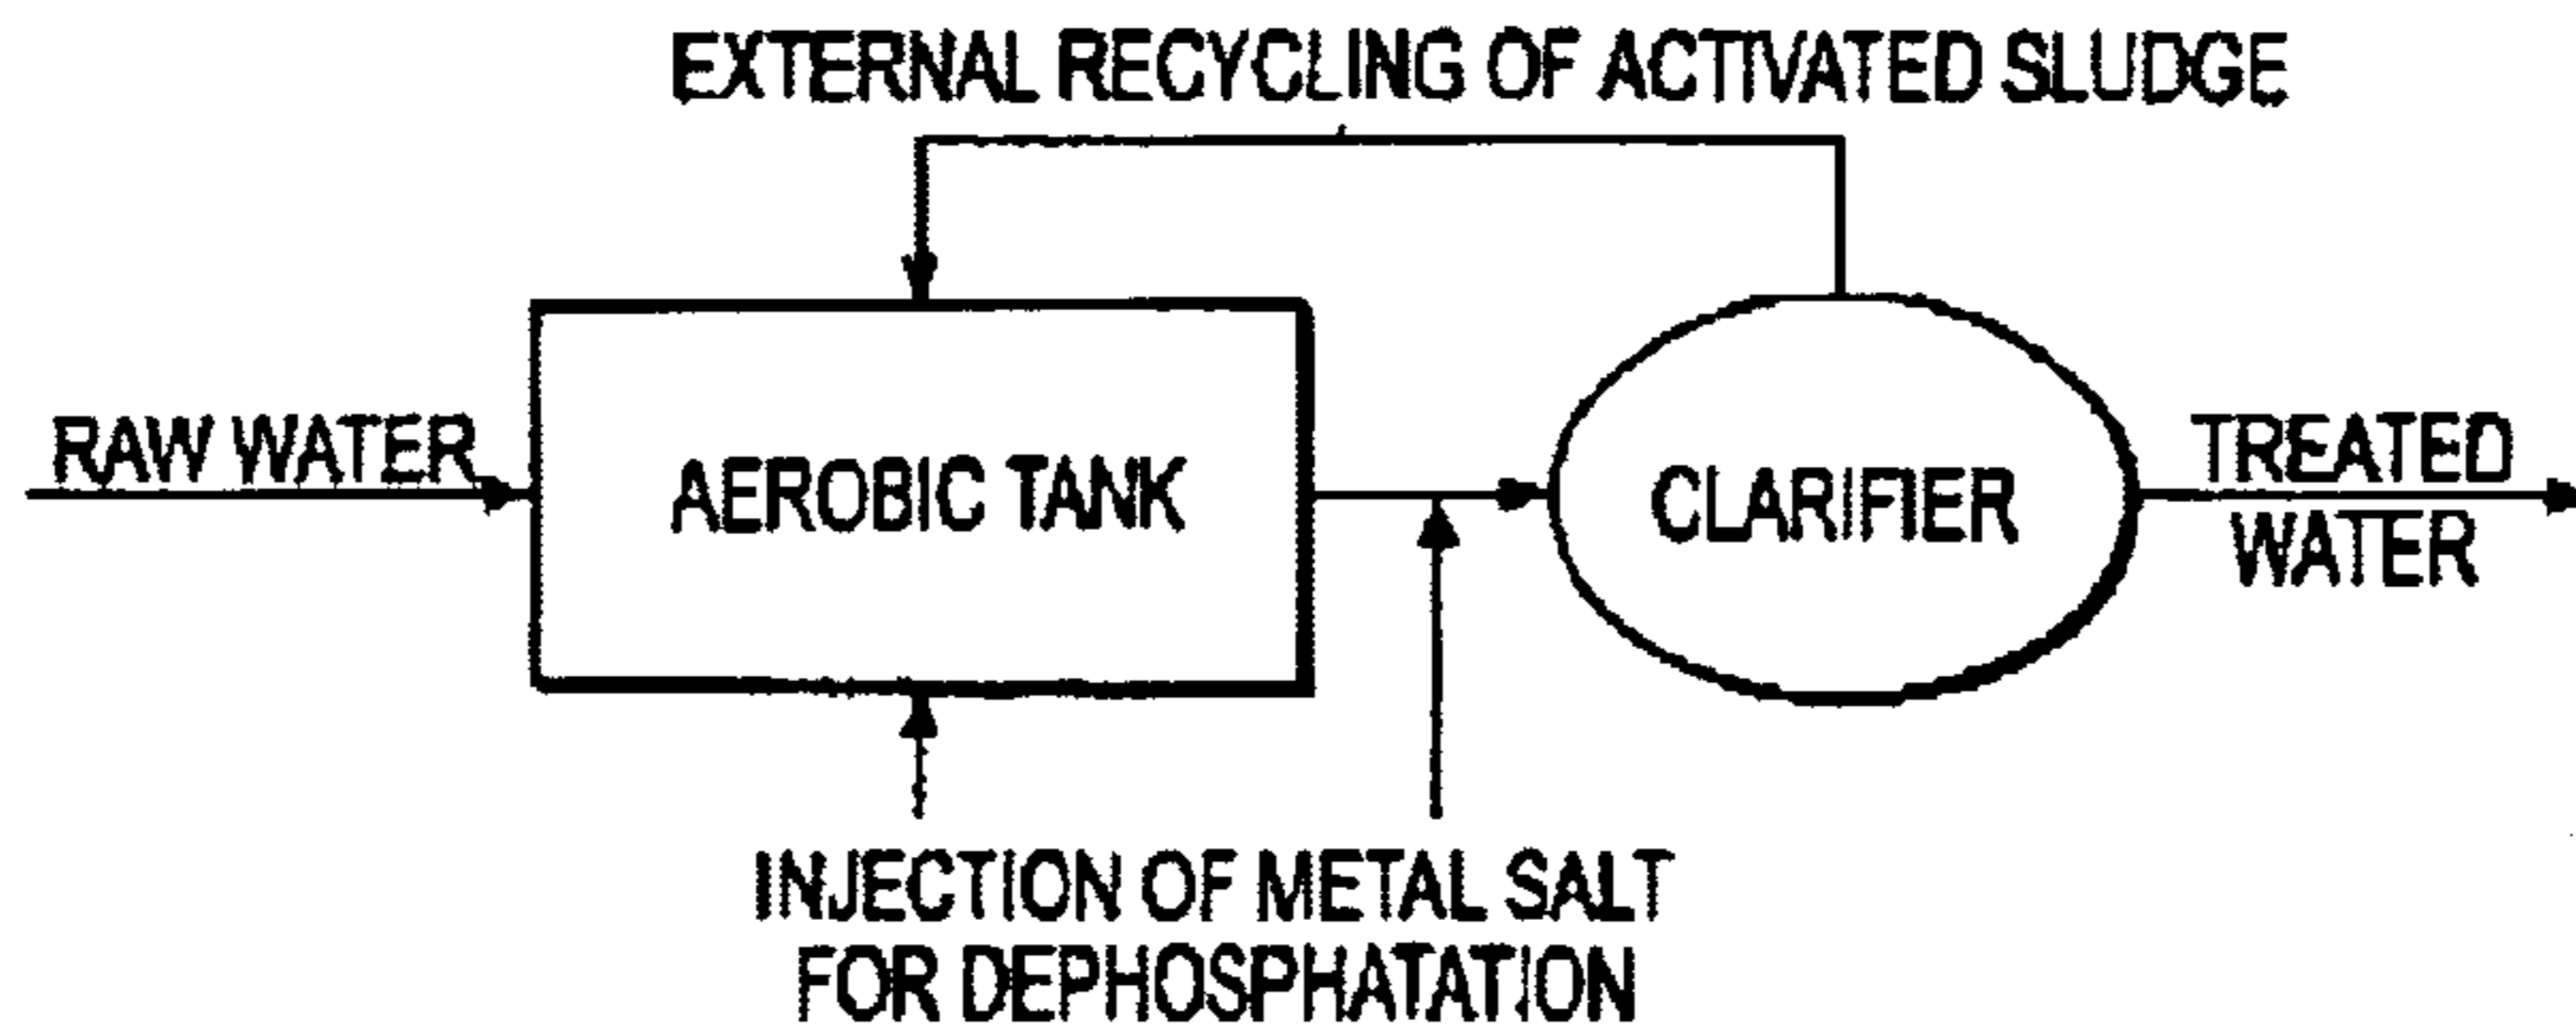 EXTERNAL RECYCLING OF ACTIVATED SLUDGE
RAW WATER
AEROBIC TANK
CLARIFIER
TREATED
WATER
INJECTION OF METAL SALT
FOR DEPHOSPHATATION